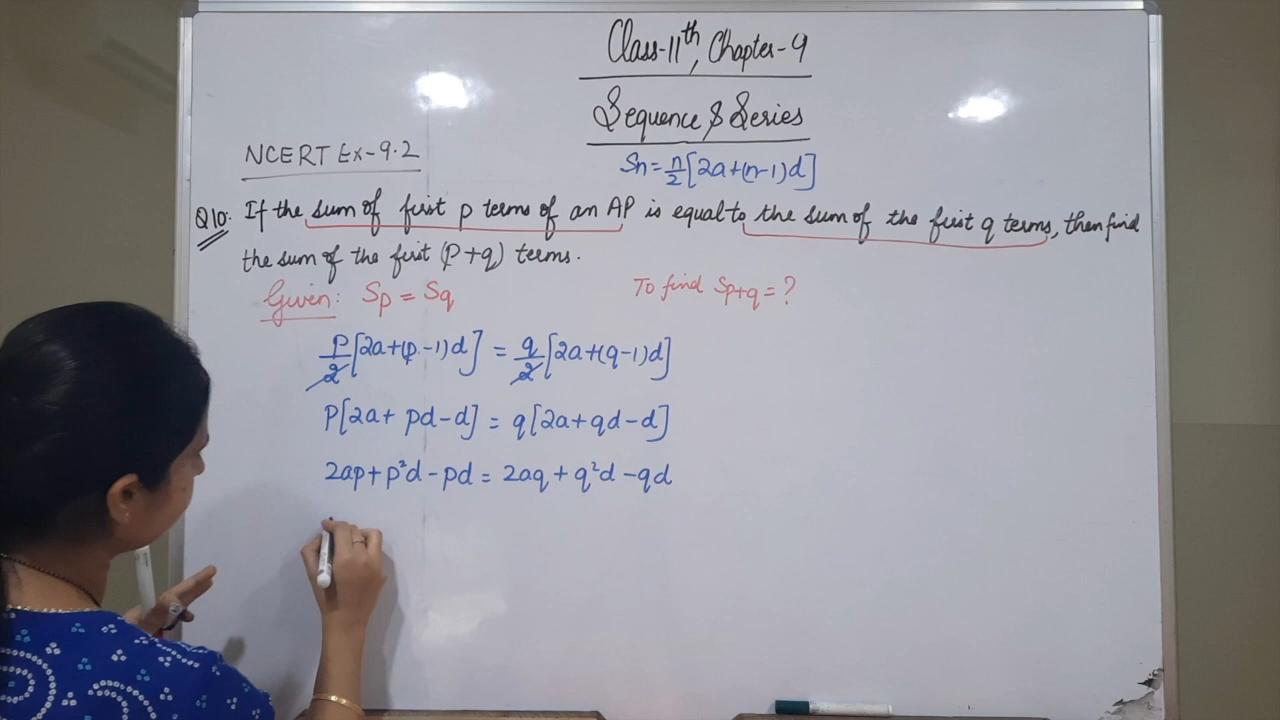 Class-11th, Chapter-9
Sequence & Series
NCERT Ex-9.2
Sn = n/2 [2a+(n-1)d]
Q10. If the sum of first p terms of an AP is equal to the sum of the first q terms, then find
the sum of the first (p+q) terms.
Given: Sp = Sq
To find Sp+q = ?
p/2 [2a+(p-1)d] = q/2 [2a+(q-1)d]
P[2a+ pd-d] = q[2a+qd-d]
2ap+p²d-pd = 2aq+q²d-qd